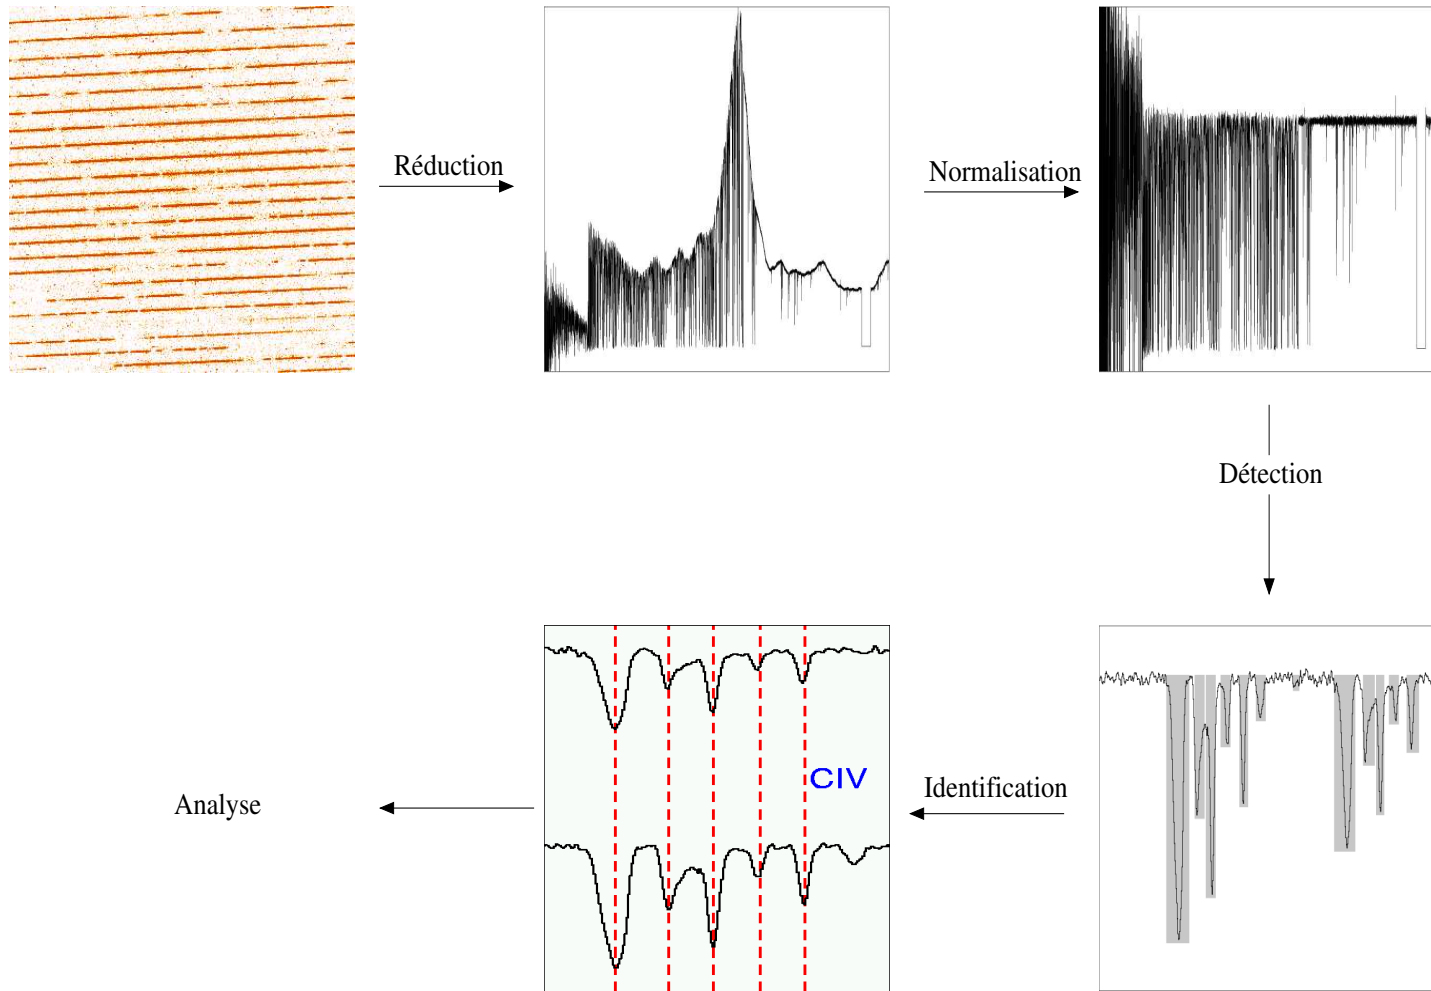 Réduction
Normalisation
Détection
Identification
CIV
Analyse